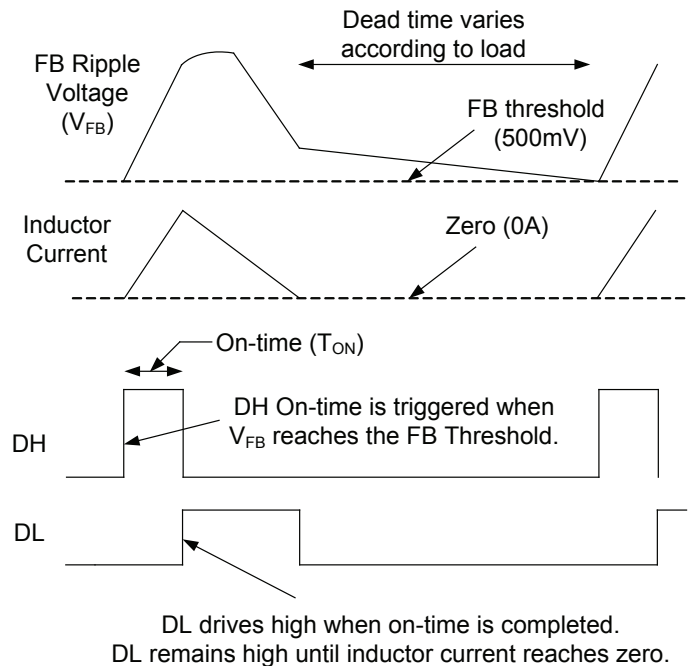 Dead time varies
according to load
FB Ripple
Voltage
(VFB)
FB threshold
(500mV)
Inductor
Current
Zero (0A)
On-time (TON)
DH On-time is triggered when
VFB reaches the FB Threshold.
DH
DL
DL drives high when on-time is completed.
DL remains high until inductor current reaches zero.